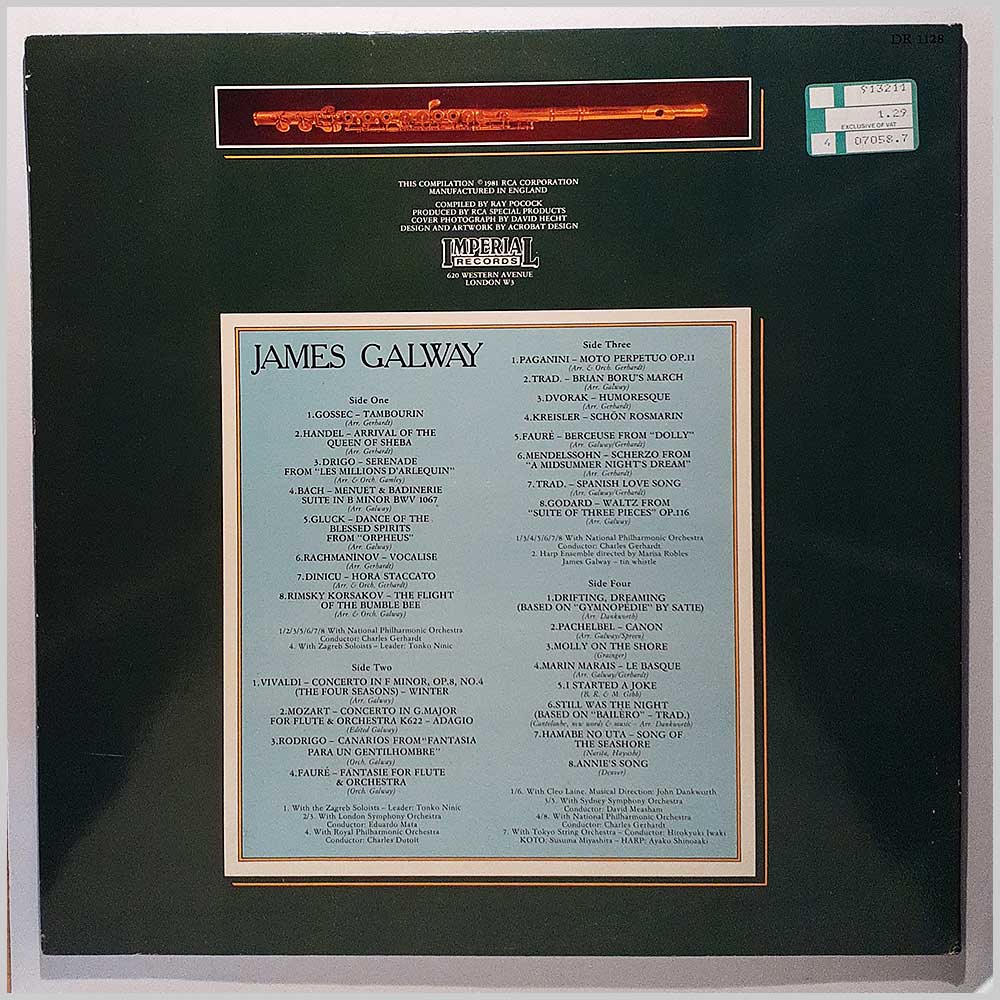 DR 1128
513211
1.29
EXCLUSIVE OF VAT
4 07058.7
THIS COMPILATION ©1981 RCA CORPORATION
MANUFACTURED IN ENGLAND
COMPILED BY RAY POCOCK
PRODUCED BY RCA SPECIAL PRODUCTS
COVER PHOTOGRAPH BY DAVID HECHT
DESIGN AND ARTWORK BY ACROBAT DESIGN
IMPERIAL
RECORDS
620 WESTERN AVENUE
LONDON W3
JAMES GALWAY
Side One
1.GOSSEC – TAMBOURIN
(Arr. Gerhardt)
2.HANDEL – ARRIVAL OF THE
QUEEN OF SHEBA
(Arr. Gerhardt)
3.DRIGO – SERENADE
FROM "LES MILLIONS D'ARLEQUIN"
(Arr. & Orch. Gamley)
4.BACH – MENUET & BADINERIE
SUITE IN B MINOR BWV 1067
(Arr. Galway)
5.GLUCK – DANCE OF THE
BLESSED SPIRITS
FROM "ORPHEUS"
(Arr. Galway)
6.RACHMANINOV – VOCALISE
(Arr. Gerhardt)
7.DINICU – HORA STACCATO
(Arr. & Orch. Gerhardt)
8.RIMSKY KORSAKOV – THE FLIGHT
OF THE BUMBLE BEE
(Arr. & Orch. Galway)
1/2/3/5/6/7/8 With National Philharmonic Orchestra
Conductor: Charles Gerhardt
4. With Zagreb Soloists – Leader: Tonko Ninic
Side Two
1.VIVALDI – CONCERTO IN F MINOR, OP.8, NO.4
(THE FOUR SEASONS) – WINTER
(Arr. Galway)
2.MOZART – CONCERTO IN G.MAJOR
FOR FLUTE & ORCHESTRA K622 – ADAGIO
(Edited Galway)
3.RODRIGO – CANARIOS FROM "FANTASIA
PARA UN GENTILHOMBRE"
(Orch. Galway)
4.FAURÉ – FANTASIE FOR FLUTE
& ORCHESTRA
(Orch. Galway)
1. With the Zagreb Soloists – Leader: Tonko Ninic
2/3. With London Symphony Orchestra
Conductor: Eduardo Mata
4. With Royal Philharmonic Orchestra
Conductor: Charles Dutoit
Side Three
1.PAGANINI – MOTO PERPETUO OP.11
(Arr. & Orch. Gerhardt)
2.TRAD. – BRIAN BORU'S MARCH
(Arr. Galway)
3.DVORAK – HUMORESQUE
(Arr. Gerhardt)
4.KREISLER – SCHÖN ROSMARIN
5.FAURÉ – BERCEUSE FROM "DOLLY"
(Arr. Galway/Gerhardt)
6.MENDELSSOHN – SCHERZO FROM
"A MIDSUMMER NIGHT'S DREAM"
(Arr. Gerhardt)
7.TRAD. – SPANISH LOVE SONG
(Arr. Galway/Gerhardt)
8.GODARD – WALTZ FROM
"SUITE OF THREE PIECES" OP.116
(Arr. Galway)
1/3/4/5/6/7/8 With National Philharmonic Orchestra
Conductor: Charles Gerhardt
2. Harp Ensemble directed by Marisa Robles
James Galway – tin whistle
Side Four
1.DRIFTING, DREAMING
(BASED ON "GYMNOPÉDIE" BY SATIE)
(Arr. Dankworth)
2.PACHELBEL – CANON
(Arr. Galway/Spreen)
3.MOLLY ON THE SHORE
(Grainger)
4.MARIN MARAIS – LE BASQUE
(Arr. Galway/Gerhardt)
5.I STARTED A JOKE
(B. R. & M. Gibb)
6.STILL WAS THE NIGHT
(BASED ON "BAILERO" – TRAD.)
(Canteloube, new words & music – Arr. Dankworth)
7.HAMABE NO UTA – SONG OF
THE SEASHORE
(Narita, Hayashi)
8.ANNIE'S SONG
(Denver)
1/6. With Cleo Laine. Musical Direction: John Dankworth
3/5. With Sydney Symphony Orchestra
Conductor: David Measham
4/8. With National Philharmonic Orchestra
Conductor: Charles Gerhardt
7. With Tokyo String Orchestra – Conductor: Hirokyuki Iwaki
KOTO: Susuma Miyashita – HARP: Ayako Shinozaki